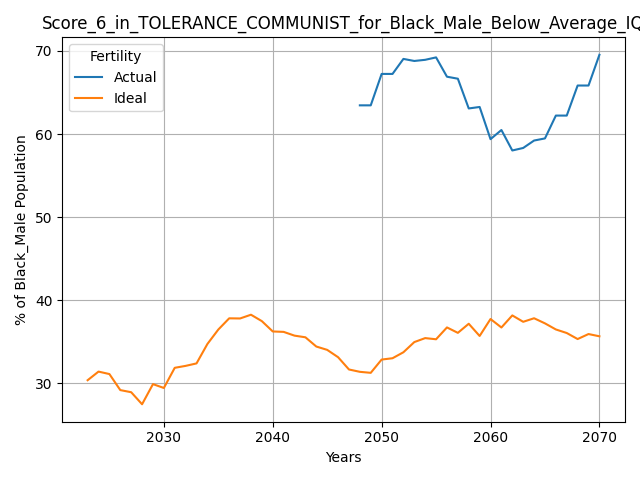 Score_6_in_TOLERANCE_COMMUNIST_for_Black_Male_Below_Average_IQ
Fertility
Actual
Ideal
% of Black_Male Population
70
60
50
40
30
2030
2040
2050
2060
2070
Years